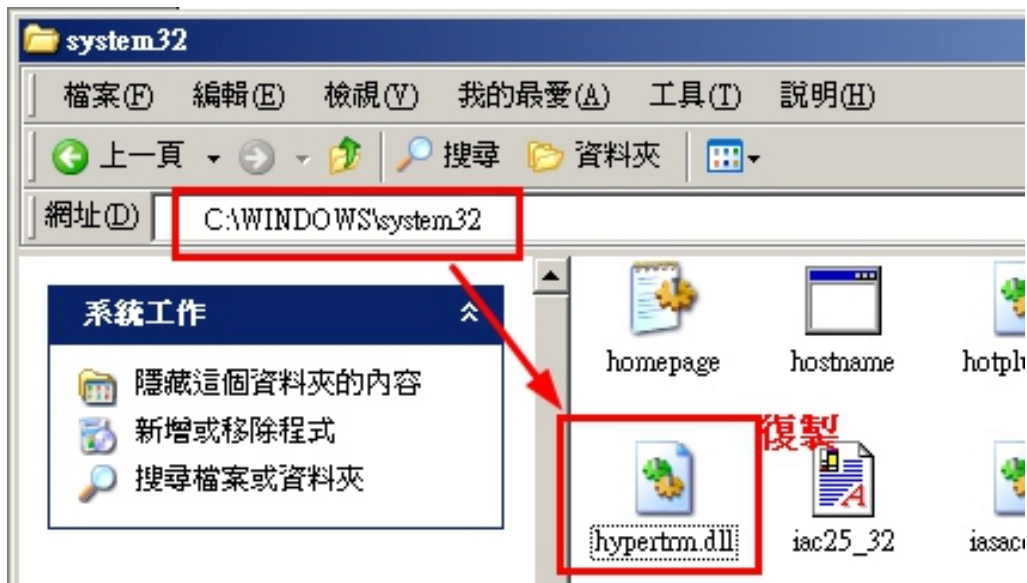 system32
檔案(F) 編輯(E) 檢視(V) 我的最愛(A) 工具(T) 說明(H)
上一頁 搜尋 資料夾
網址(D) C:\WINDOWS\system32
系統工作
隱藏這個資料夾的內容
新增或移除程式
搜尋檔案或資料夾
homepage hostname
複製
hypertrm.dll iac25_32